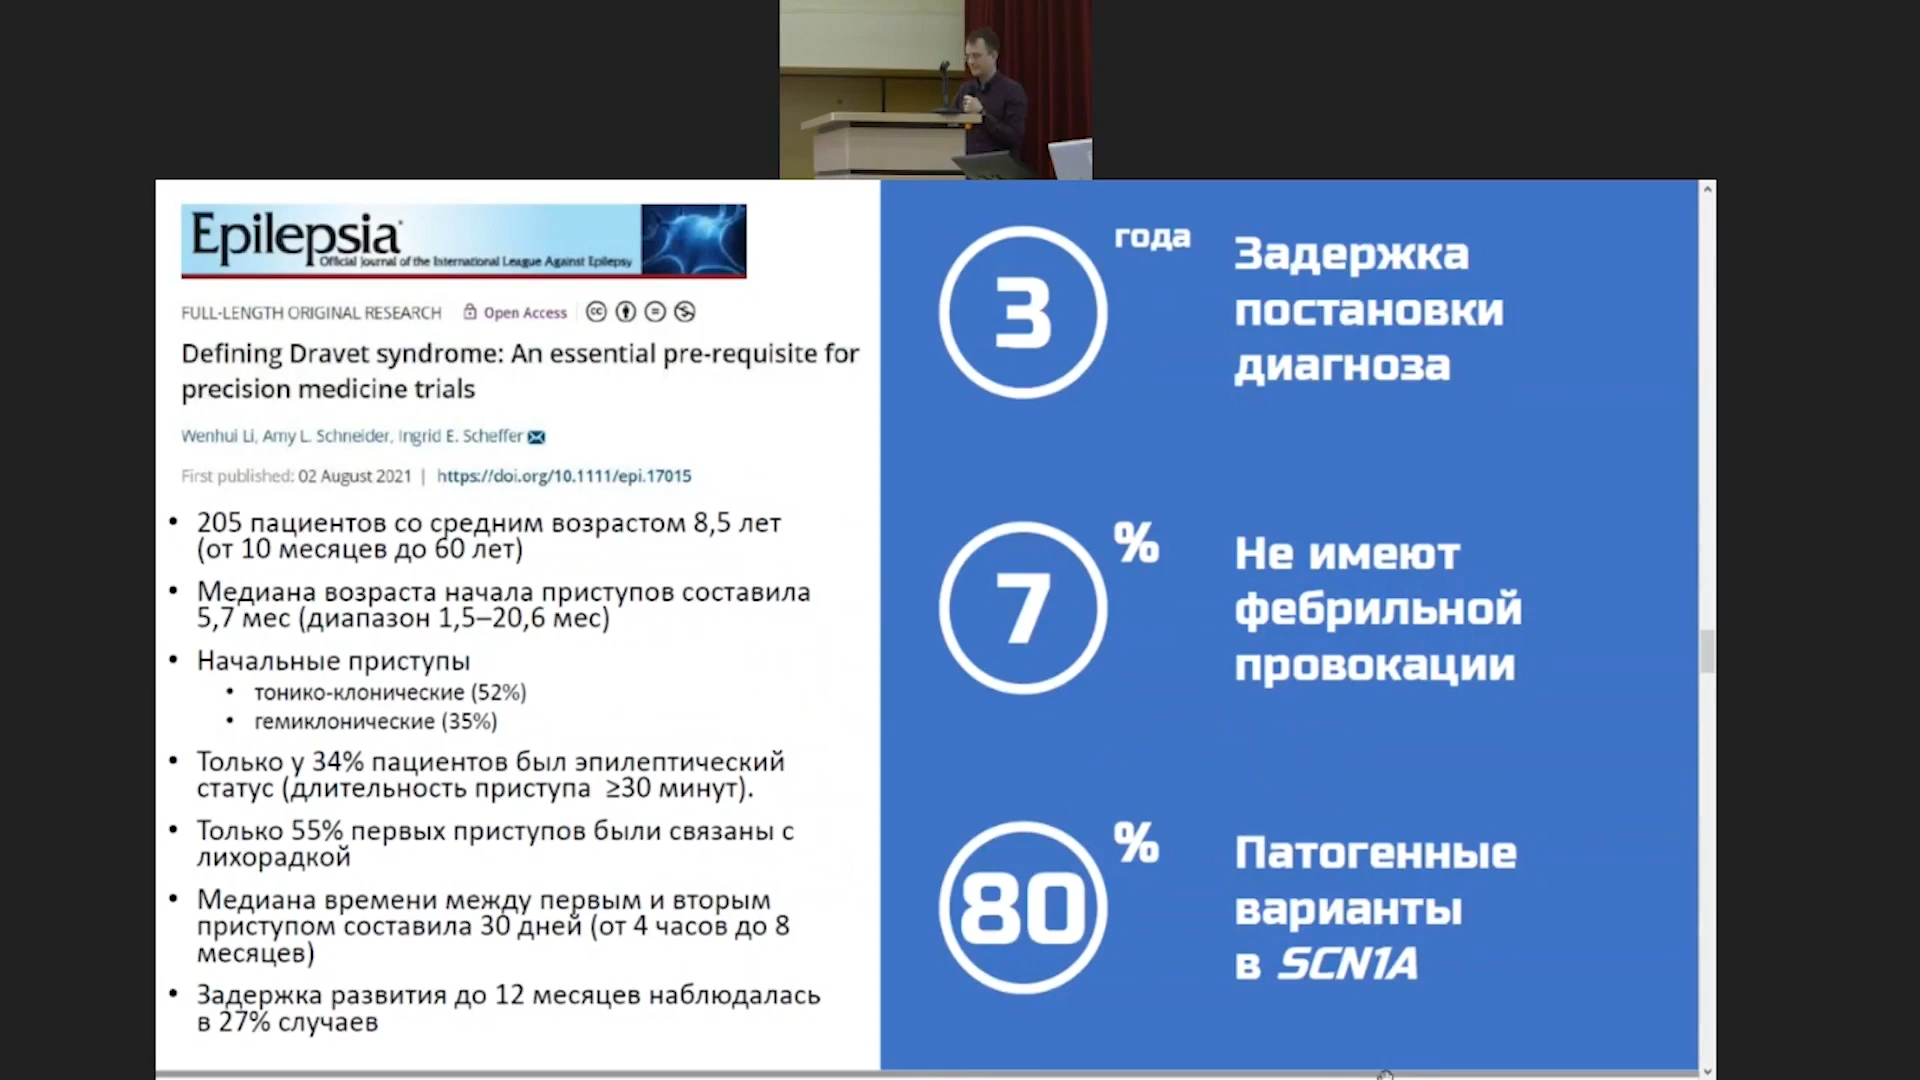 Epilepsia
Official Journal of the International League Against Epilepsy
FULL-LENGTH ORIGINAL RESEARCH Open Access
Defining Dravet syndrome: An essential pre-requisite for
precision medicine trials
Wenhui Li, Amy L. Schneider, Ingrid E. Scheffer
First published: 02 August 2021 | https://doi.org/10.1111/epi.17015
• 205 пациентов со средним возрастом 8,5 лет
(от 10 месяцев до 60 лет)
• Медиана возраста начала приступов составила
5,7 мес (диапазон 1,5–20,6 мес)
• Начальные приступы
• тонико-клонические (52%)
• гемиклонические (35%)
• Только у 34% пациентов был эпилептический
статус (длительность приступа ≥30 минут).
• Только 55% первых приступов были связаны с
лихорадкой
• Медиана времени между первым и вторым
приступом составила 30 дней (от 4 часов до 8
месяцев)
• Задержка развития до 12 месяцев наблюдалась
в 27% случаев
3 года
Задержка
постановки
диагноза
7 %
Не имеют
фебрильной
провокации
80 %
Патогенные
варианты
в SCN1A